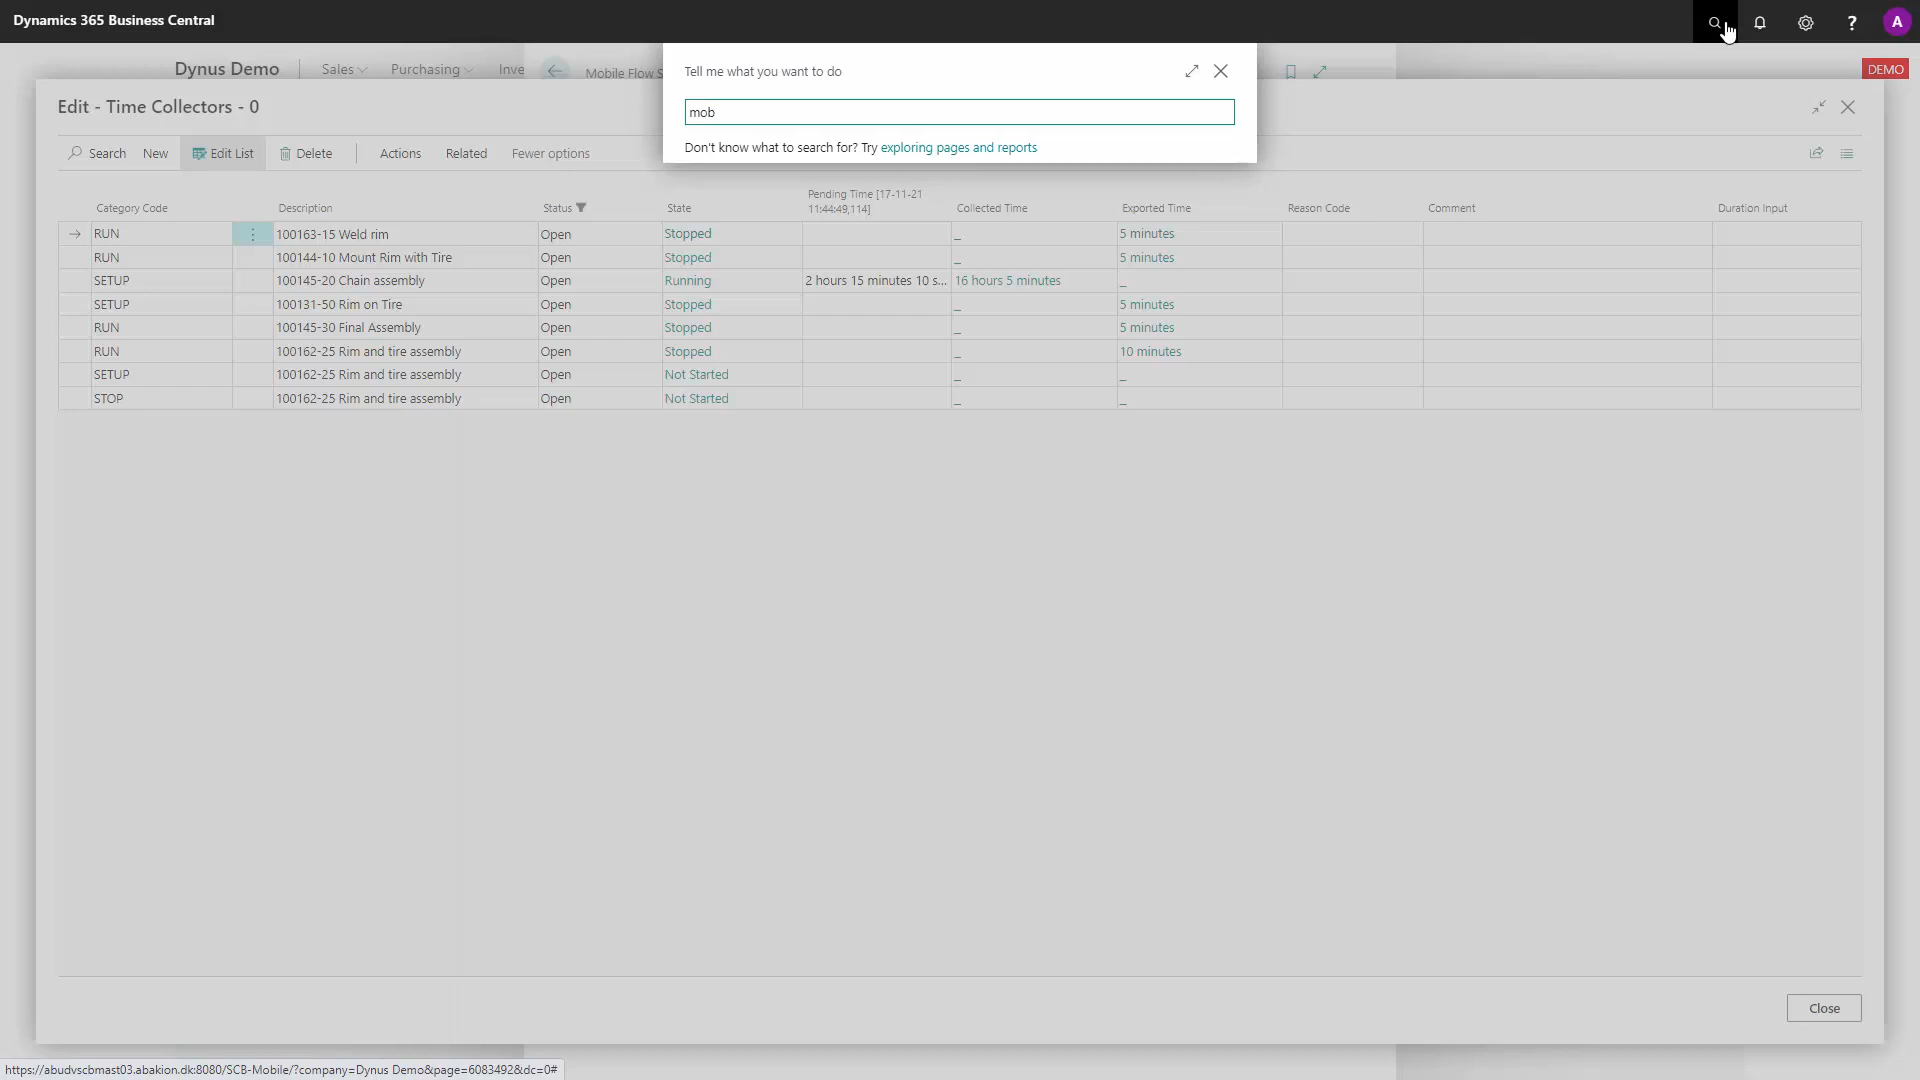 Dynamics 365 Business Central
A
Dynus Demo Sales Purchasing Inve Mobile Flow S DEMO
Tell me what you want to do
mob
Don't know what to search for? Try exploring pages and reports
Edit - Time Collectors - 0
Search New Edit List Delete Actions Related Fewer options
Category Code Description Status State Pending Time [17-11-21 11:44:49,114] Collected Time Exported Time Reason Code Comment Duration Input
RUN 100163-15 Weld rim Open Stopped _ 5 minutes
RUN 100144-10 Mount Rim with Tire Open Stopped _ 5 minutes
SETUP 100145-20 Chain assembly Open Running 2 hours 15 minutes 10 s... 16 hours 5 minutes _
SETUP 100131-50 Rim on Tire Open Stopped _ 5 minutes
RUN 100145-30 Final Assembly Open Stopped _ 5 minutes
RUN 100162-25 Rim and tire assembly Open Stopped _ 10 minutes
SETUP 100162-25 Rim and tire assembly Open Not Started _ _
STOP 100162-25 Rim and tire assembly Open Not Started _ _
Close
https://abudvscbmast03.abakion.dk:8080/SCB-Mobile/?company=Dynus Demo&page=6083492&dc=0#